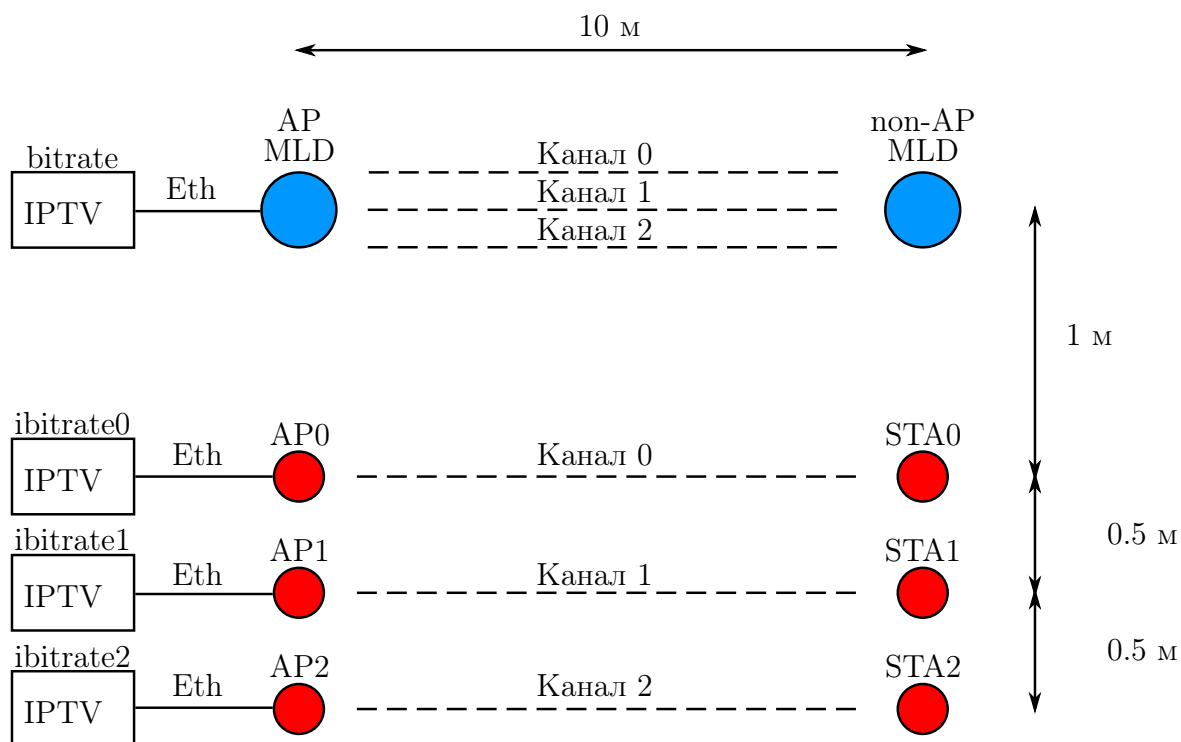 10 м
AP
MLD
non-AP
MLD
bitrate
IPTV
Eth
Канал 0
Канал 1
Канал 2
1 м
ibitrate0
IPTV
Eth
AP0
Канал 0
STA0
0.5 м
ibitrate1
IPTV
Eth
AP1
Канал 1
STA1
0.5 м
ibitrate2
IPTV
Eth
AP2
Канал 2
STA2